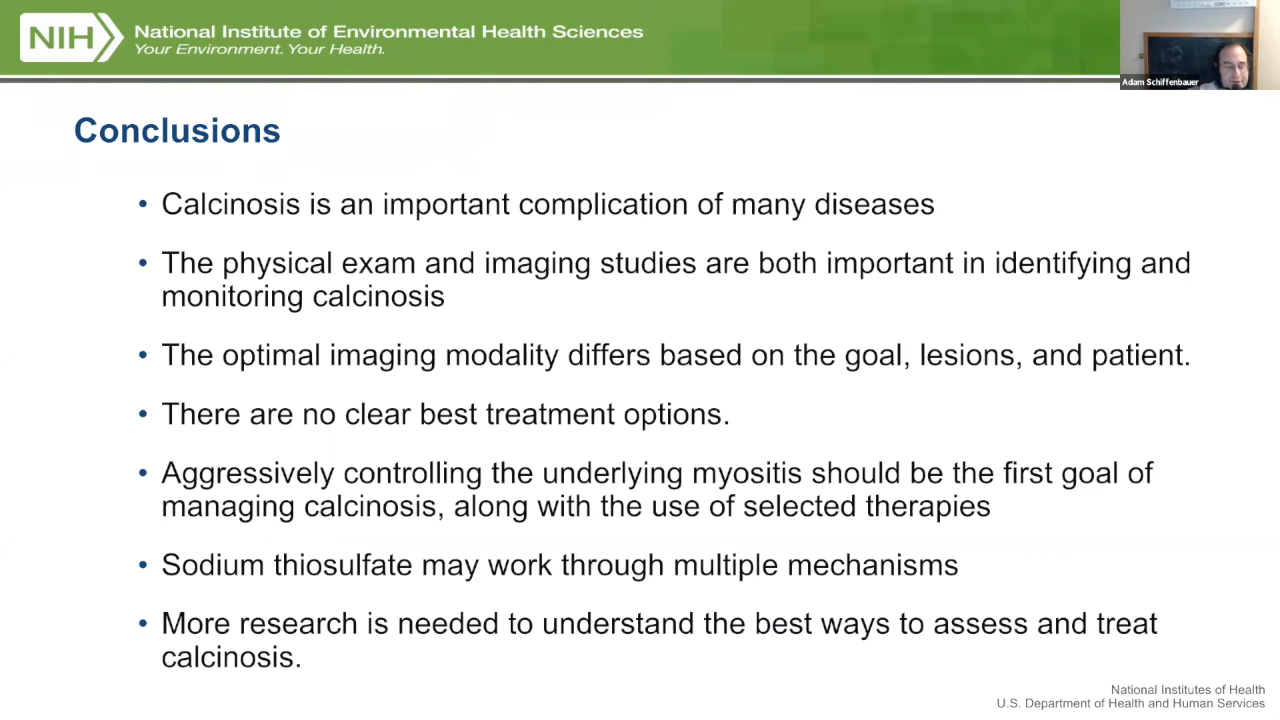 NIH
National Institute of Environmental Health Sciences
Your Environment. Your Health.
Adam Schiffenbauer
Conclusions
• Calcinosis is an important complication of many diseases
• The physical exam and imaging studies are both important in identifying and
monitoring calcinosis
• The optimal imaging modality differs based on the goal, lesions, and patient.
• There are no clear best treatment options.
• Aggressively controlling the underlying myositis should be the first goal of
managing calcinosis, along with the use of selected therapies
• Sodium thiosulfate may work through multiple mechanisms
• More research is needed to understand the best ways to assess and treat
calcinosis.
National Institutes of Health
U.S. Department of Health and Human Services